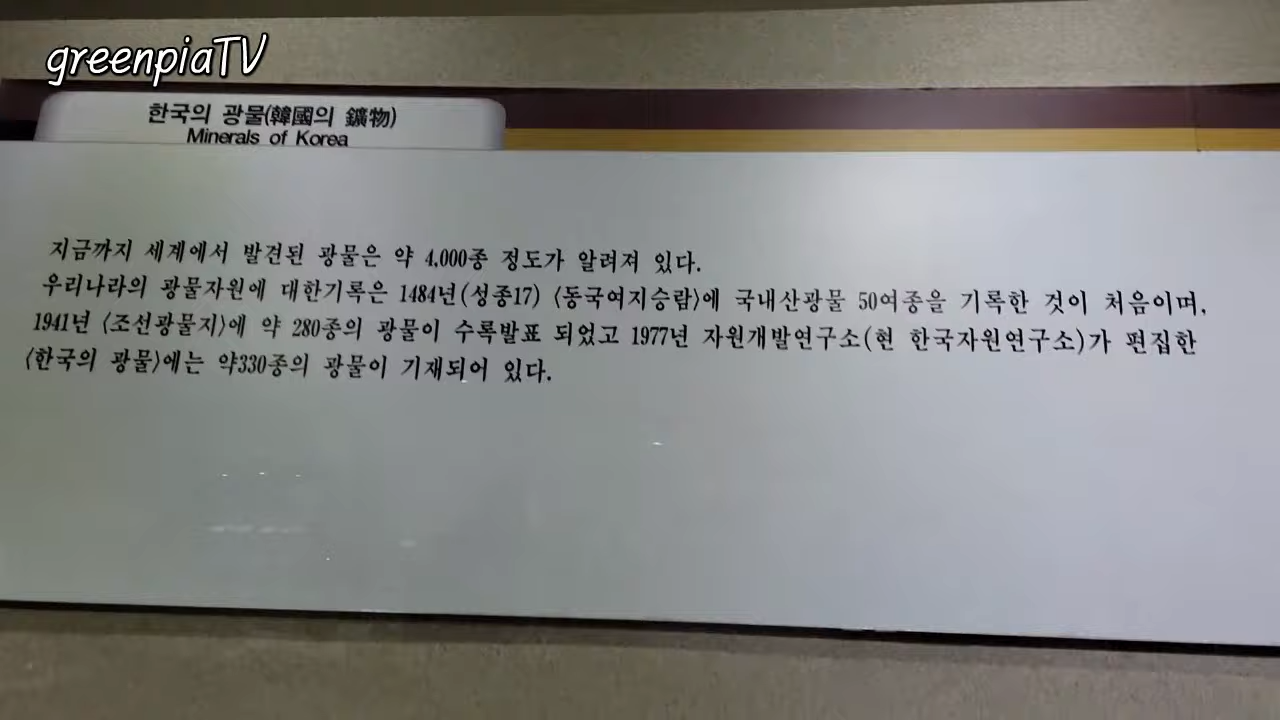 greenpiaTV
한국의 광물(韓國의 鑛物)
Minerals of Korea
지금까지 세계에서 발견된 광물은 약 4,000종 정도가 알려져 있다.
우리나라의 광물자원에 대한기록은 1484년(성종17) 〈동국여지승람〉에 국내산광물 50여종을 기록한 것이 처음이며,
1941년 〈조선광물지〉에 약 280종의 광물이 수록발표 되었고 1977년 자원개발연구소(현 한국자원연구소)가 편집한
〈한국의 광물〉에는 약330종의 광물이 기재되어 있다.